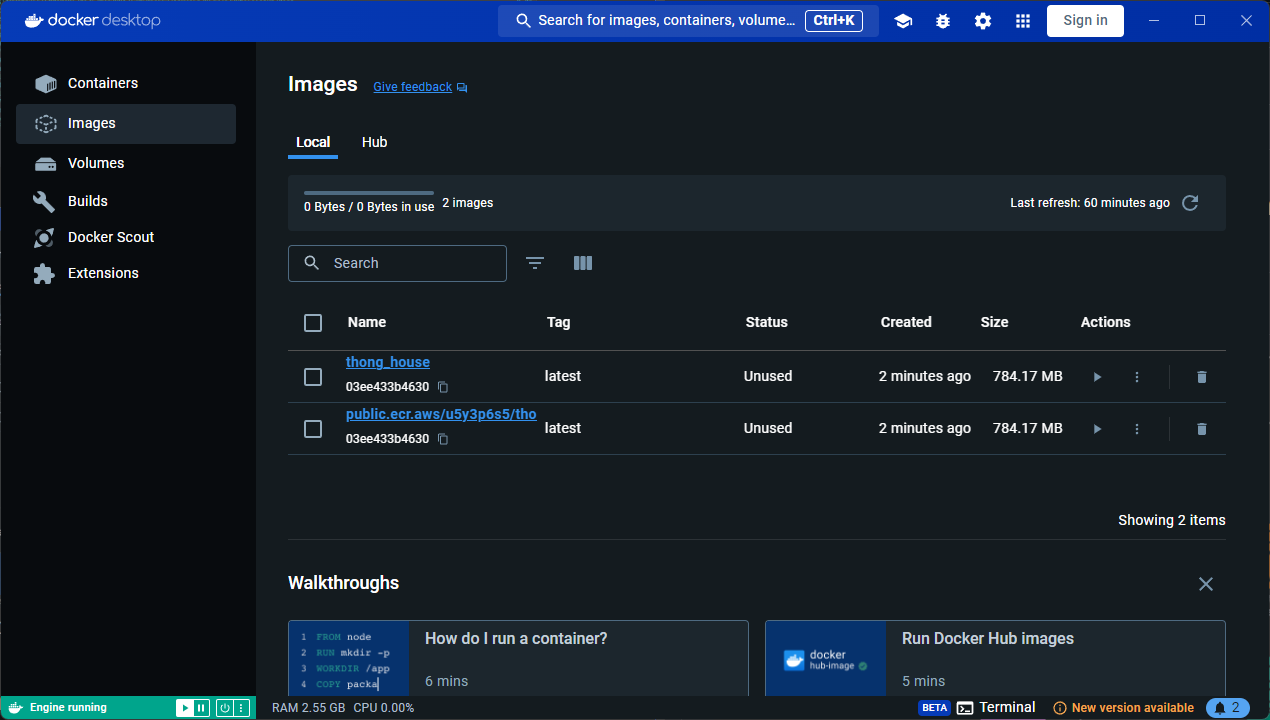 docker desktop
Search for images, containers, volume... Ctrl+K
Sign in
Containers
Images
Volumes
Builds
Docker Scout
Extensions
Images Give feedback
Local Hub
0 Bytes / 0 Bytes in use 2 images
Last refresh: 60 minutes ago
Search
Name Tag Status Created Size Actions
thong_house
03ee433b4630
latest Unused 2 minutes ago 784.17 MB
public.ecr.aws/u5y3p6s5/tho
03ee433b4630
latest Unused 2 minutes ago 784.17 MB
Showing 2 items
Walkthroughs
1 FROM node
2 RUN mkdir -p
3 WORKDIR /app
4 COPY packa
How do I run a container?
6 mins
docker
hub-image
Run Docker Hub images
5 mins
Engine running
RAM 2.55 GB CPU 0.00%
BETA Terminal
New version available
2